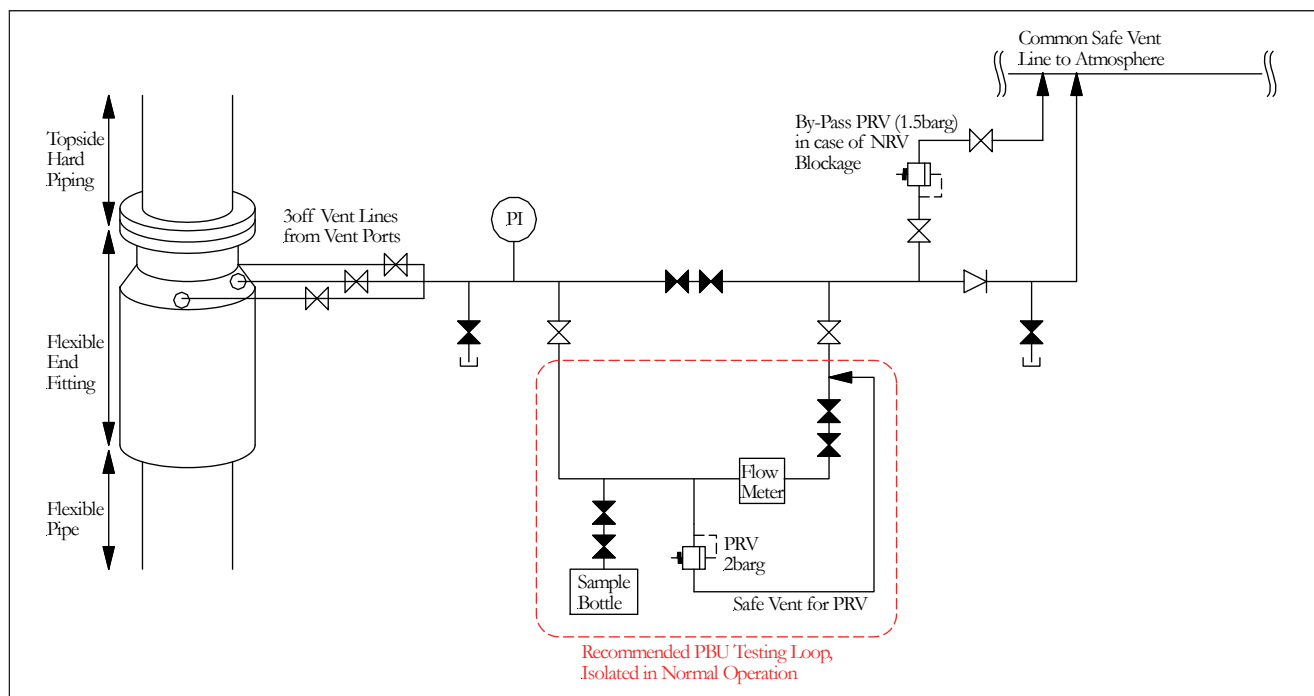 Common Safe Vent
Line to Atmosphere
By-Pass PRV (1.5barg)
in case of NRV
Blockage
Topside
Hard
Piping
3off Vent Lines
from Vent Ports
PI
Flexible
End
Fitting
Flow
Meter
Flexible
Pipe
PRV
2barg
Sample
Bottle
Safe Vent for PRV
Recommended PBU Testing Loop,
Isolated in Normal Operation